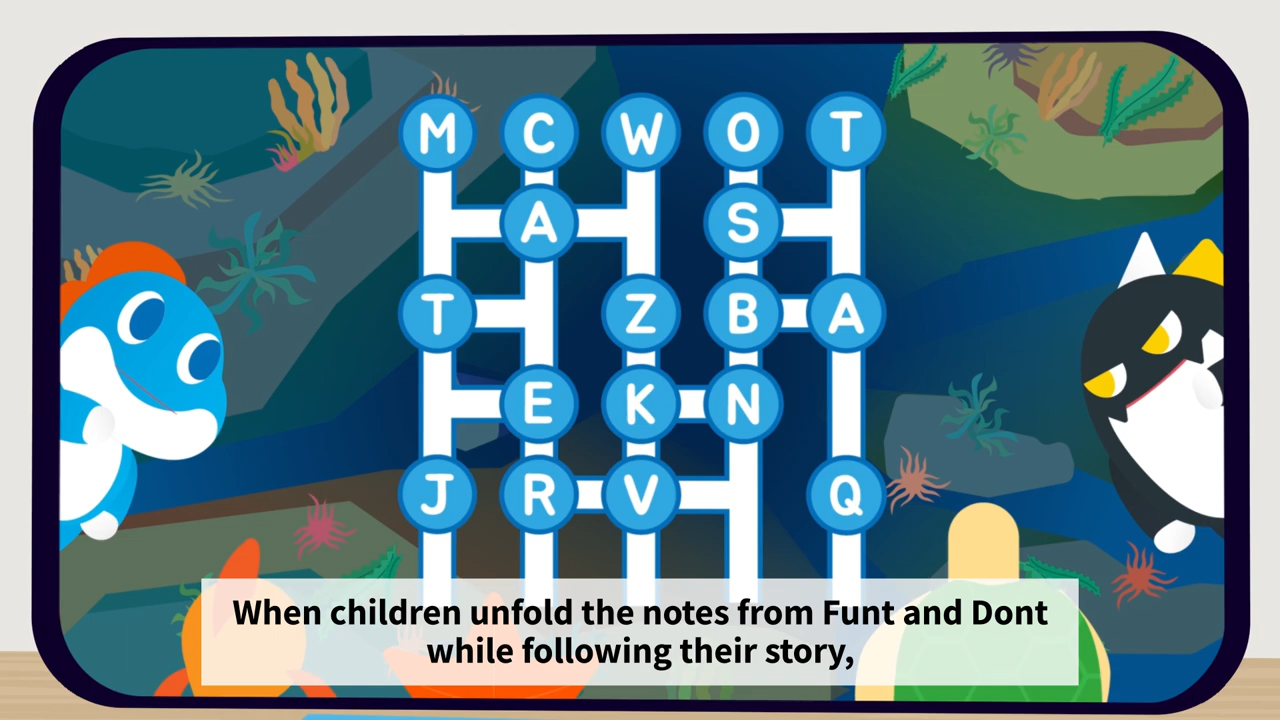 M C W O T
A S
T Z B A
E K N
J R V Q
When children unfold the notes from Funt and Dont
while following their story,